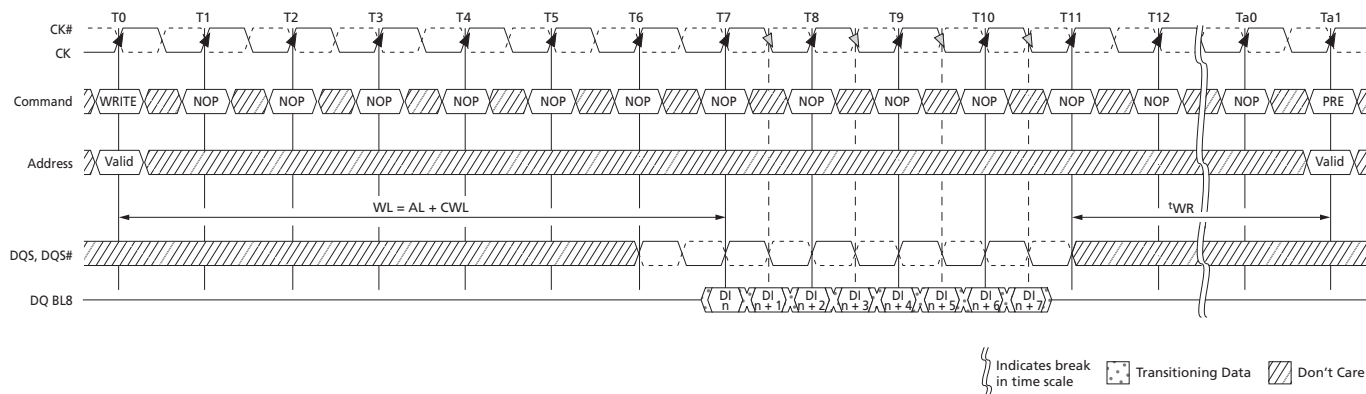 T0 T1 T2 T3 T4 T5 T6 T7 T8 T9 T10 T11 T12 Ta0 Ta1
CK#
CK
Command WRITE NOP NOP NOP NOP NOP NOP NOP NOP NOP NOP NOP NOP NOP PRE
Address Valid Valid
WL = AL + CWL tWR
DQS, DQS#
DQ BL8 DI n DI n + 1 DI n + 2 DI n + 3 DI n + 4 DI n + 5 DI n + 6 DI n + 7
Indicates break
in time scale
Transitioning Data
Don't Care